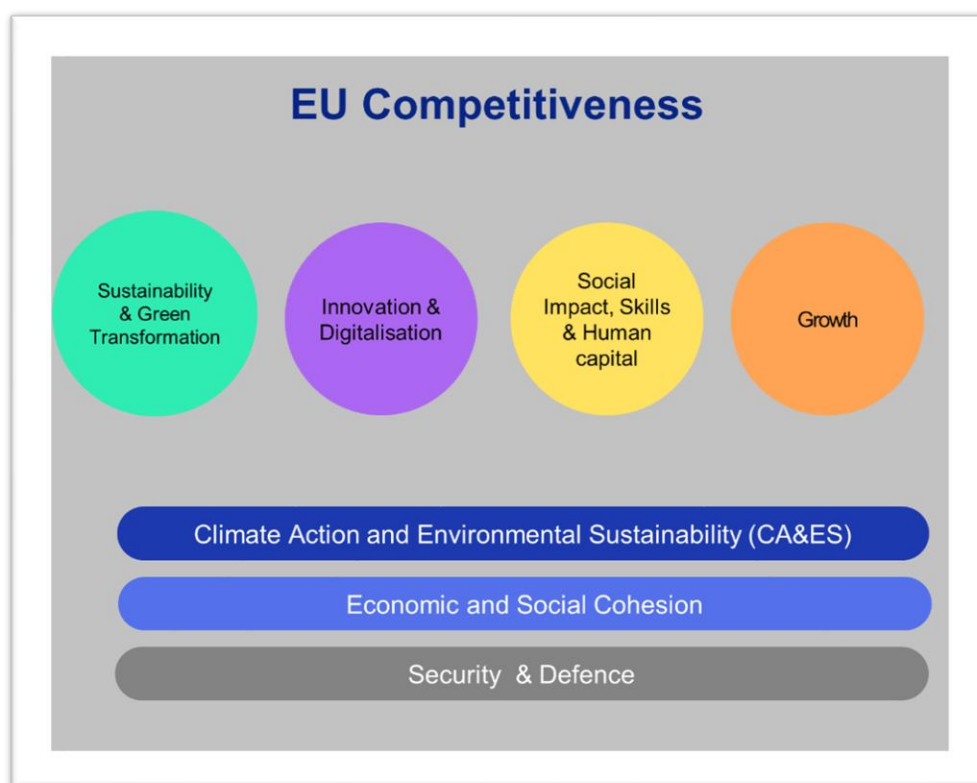 EU Competitiveness
Sustainability
& Green
Transformation
Innovation &
Digitalisation
Social
Impact, Skills
& Human
capital
Growth
Climate Action and Environmental Sustainability (CA&ES)
Economic and Social Cohesion
Security & Defence